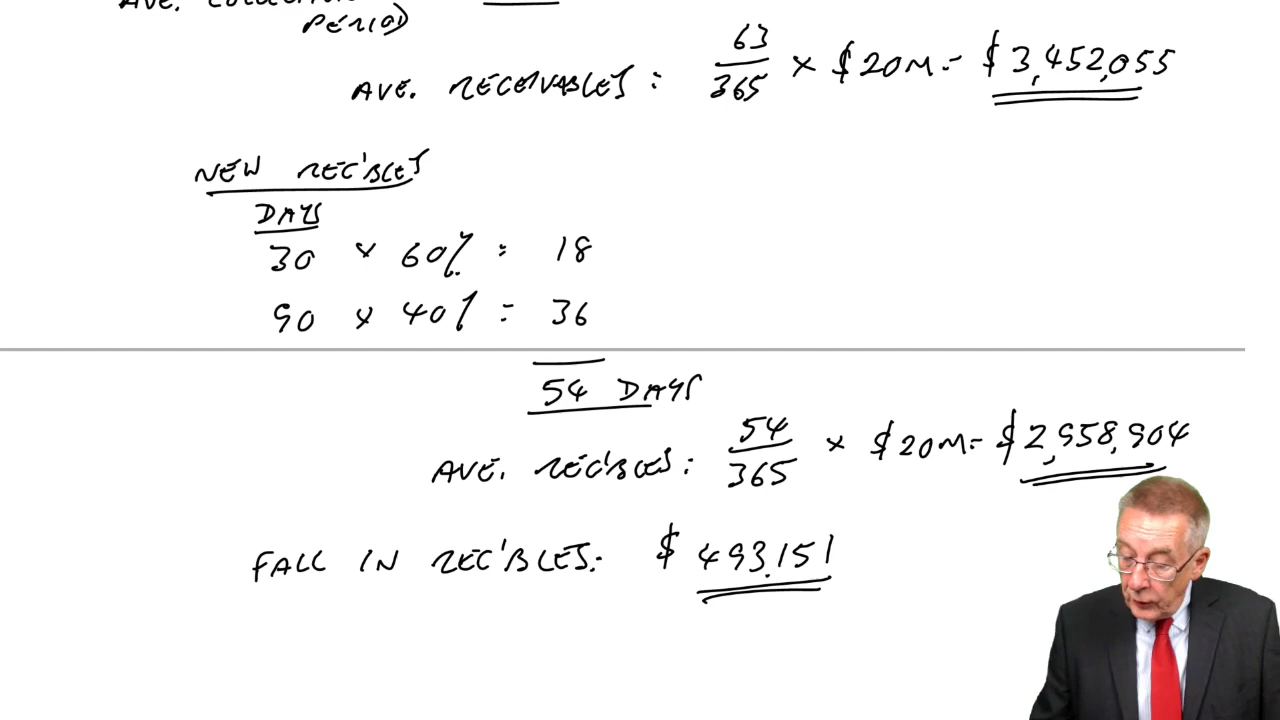 AVE.
PERIOD
AVE. RECEIVABLES : 63/365 × $20M = $3,452,055
NEW REC'BLES
DAYS
30 × 60% = 18
90 × 40% = 36
54 DAYS
AVE. REC'BLES : 54/365 × $20M = $2,958,904
FALL IN REC'BLES: $493,151